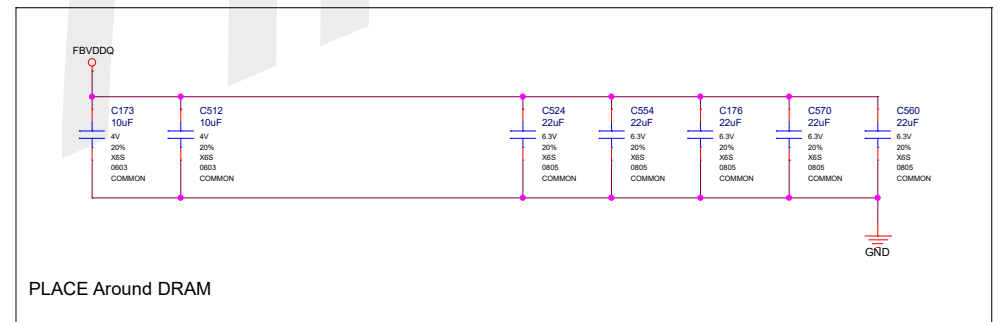 FBVDDQ
C173
10uF
4V
20%
X6S
0603
COMMON
C512
10uF
4V
20%
X6S
0603
COMMON
C524
22uF
6.3V
20%
X6S
0805
COMMON
C554
22uF
6.3V
20%
X6S
0805
COMMON
C176
22uF
6.3V
20%
X6S
0805
COMMON
C570
22uF
6.3V
20%
X6S
0805
COMMON
C560
22uF
6.3V
20%
X6S
0805
COMMON
GND
PLACE Around DRAM